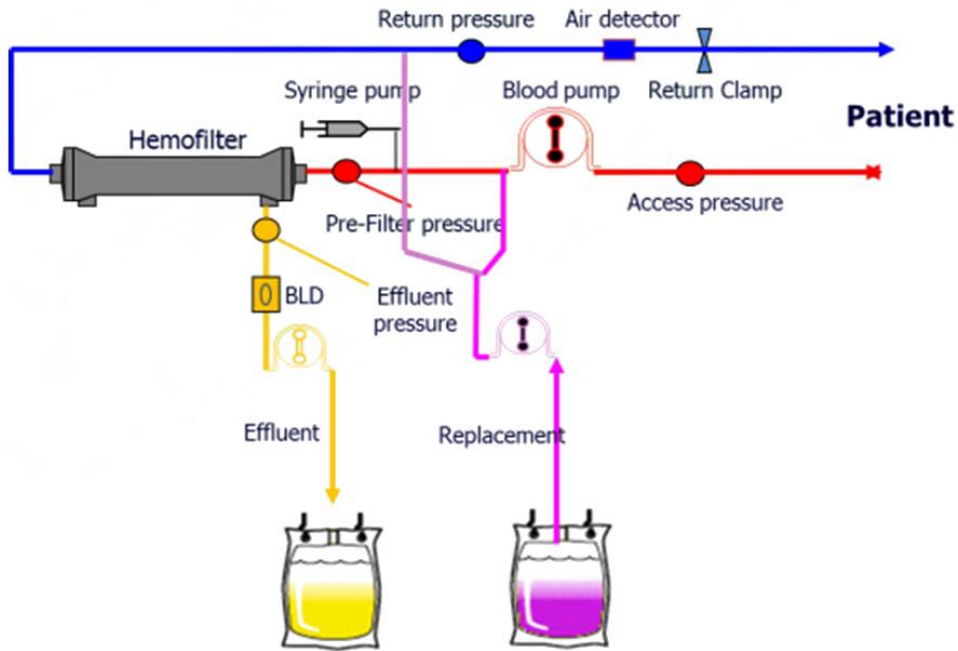 Return pressure
Air detector
Syringe pump
Blood pump
Return Clamp
Patient
Hemofilter
Pre-Filter pressure
Access pressure
BLD
Effluent
pressure
Effluent
Replacement